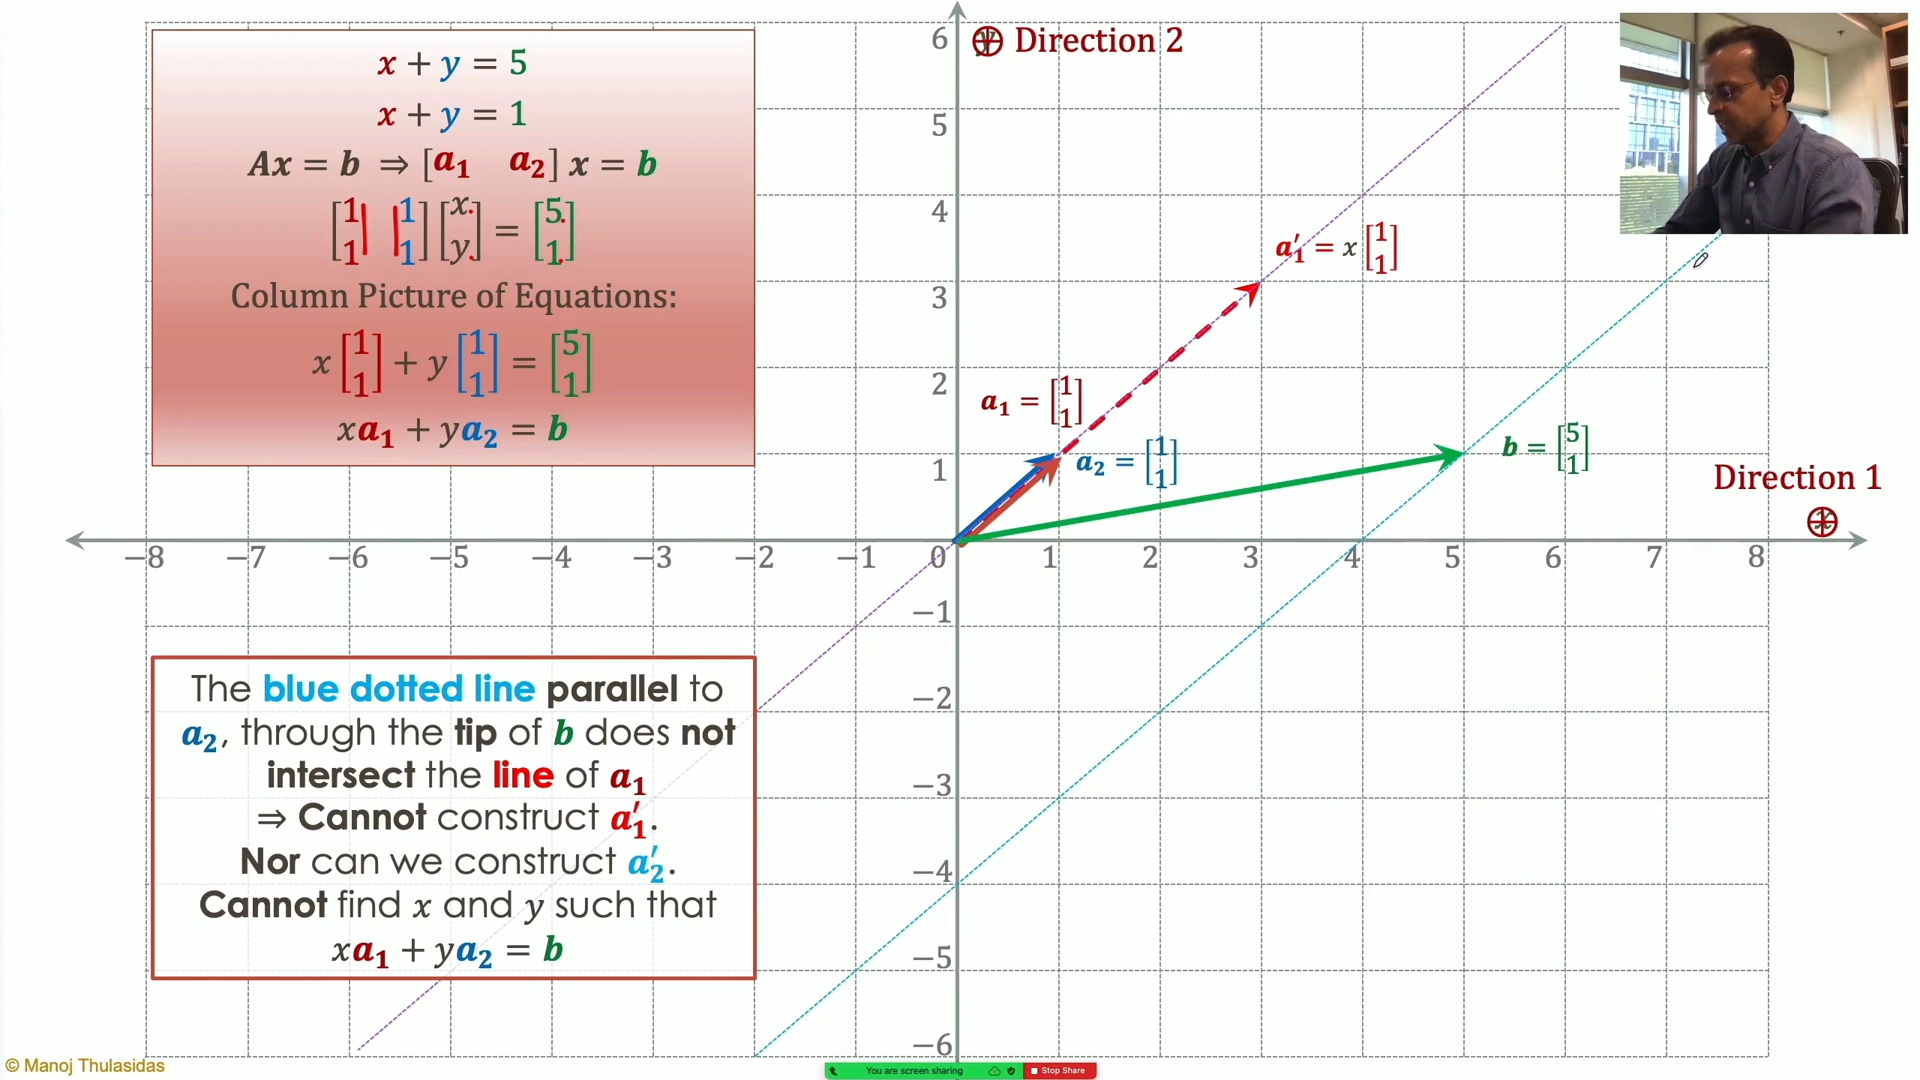 x + y = 5
x + y = 1
Ax = b ⇒ [a₁ a₂] x = b
[1 1; 1 1] [x; y] = [5; 1]
Column Picture of Equations:
x [1; 1] + y [1; 1] = [5; 1]
xa₁ + ya₂ = b
The blue dotted line parallel to
a₂, through the tip of b does not
intersect the line of a₁
⇒ Cannot construct a₁′.
Nor can we construct a₂′.
Cannot find x and y such that
xa₁ + ya₂ = b
y Direction 2
6
5
4
3
2
1
a₁′ = x [1; 1]
a₁ = [1; 1]
a₂ = [1; 1]
b = [5; 1]
Direction 1
x
−8 −7 −6 −5 −4 −3 −2 −1 0 1 2 3 4 5 6 7 8
−1
−2
−3
−4
−5
−6
© Manoj Thulasidas
You are screen sharing Stop Share